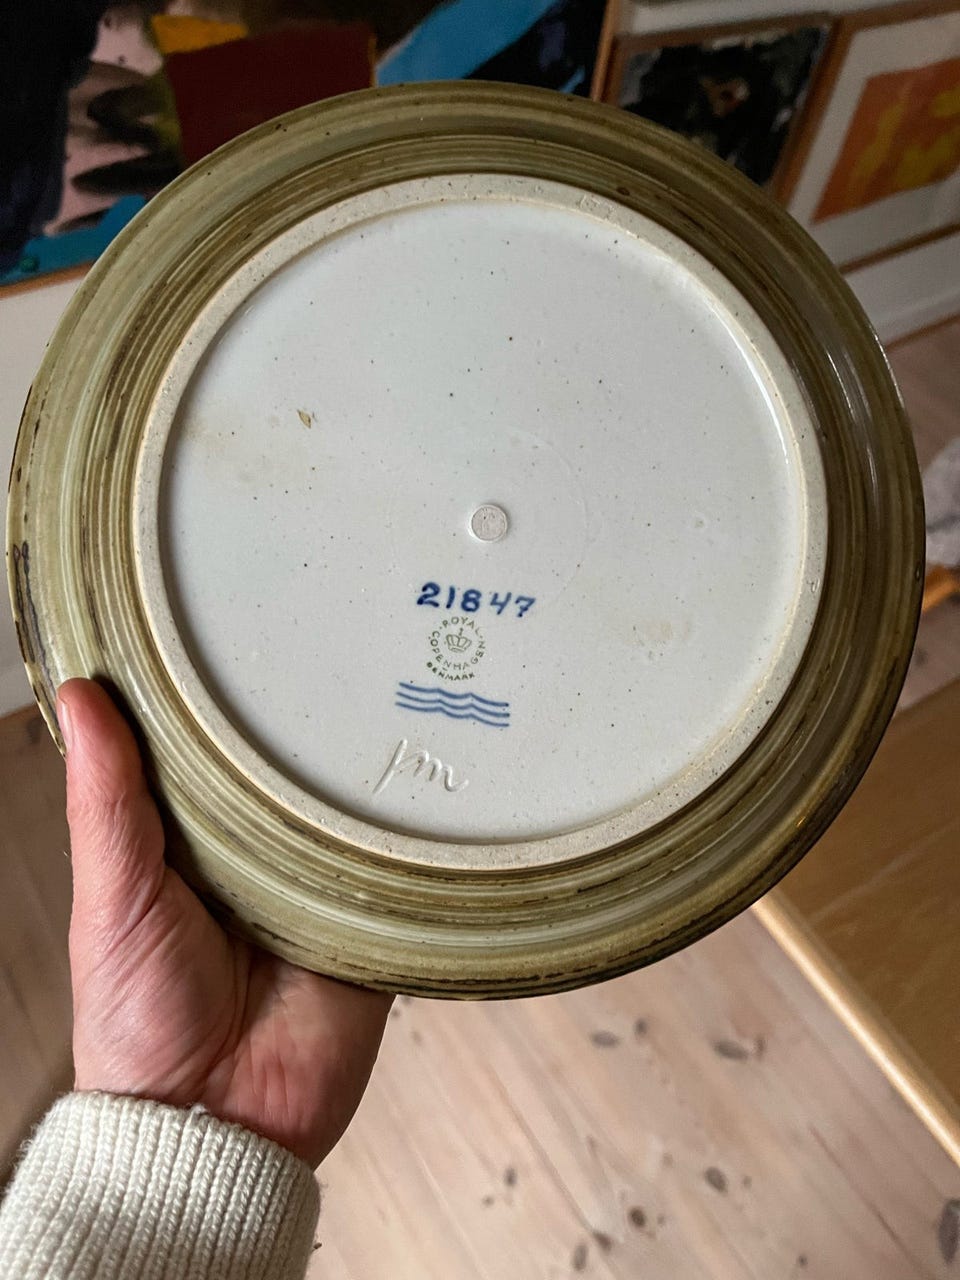 21847
ROYAL COPENHAGEN
DENMARK
JM